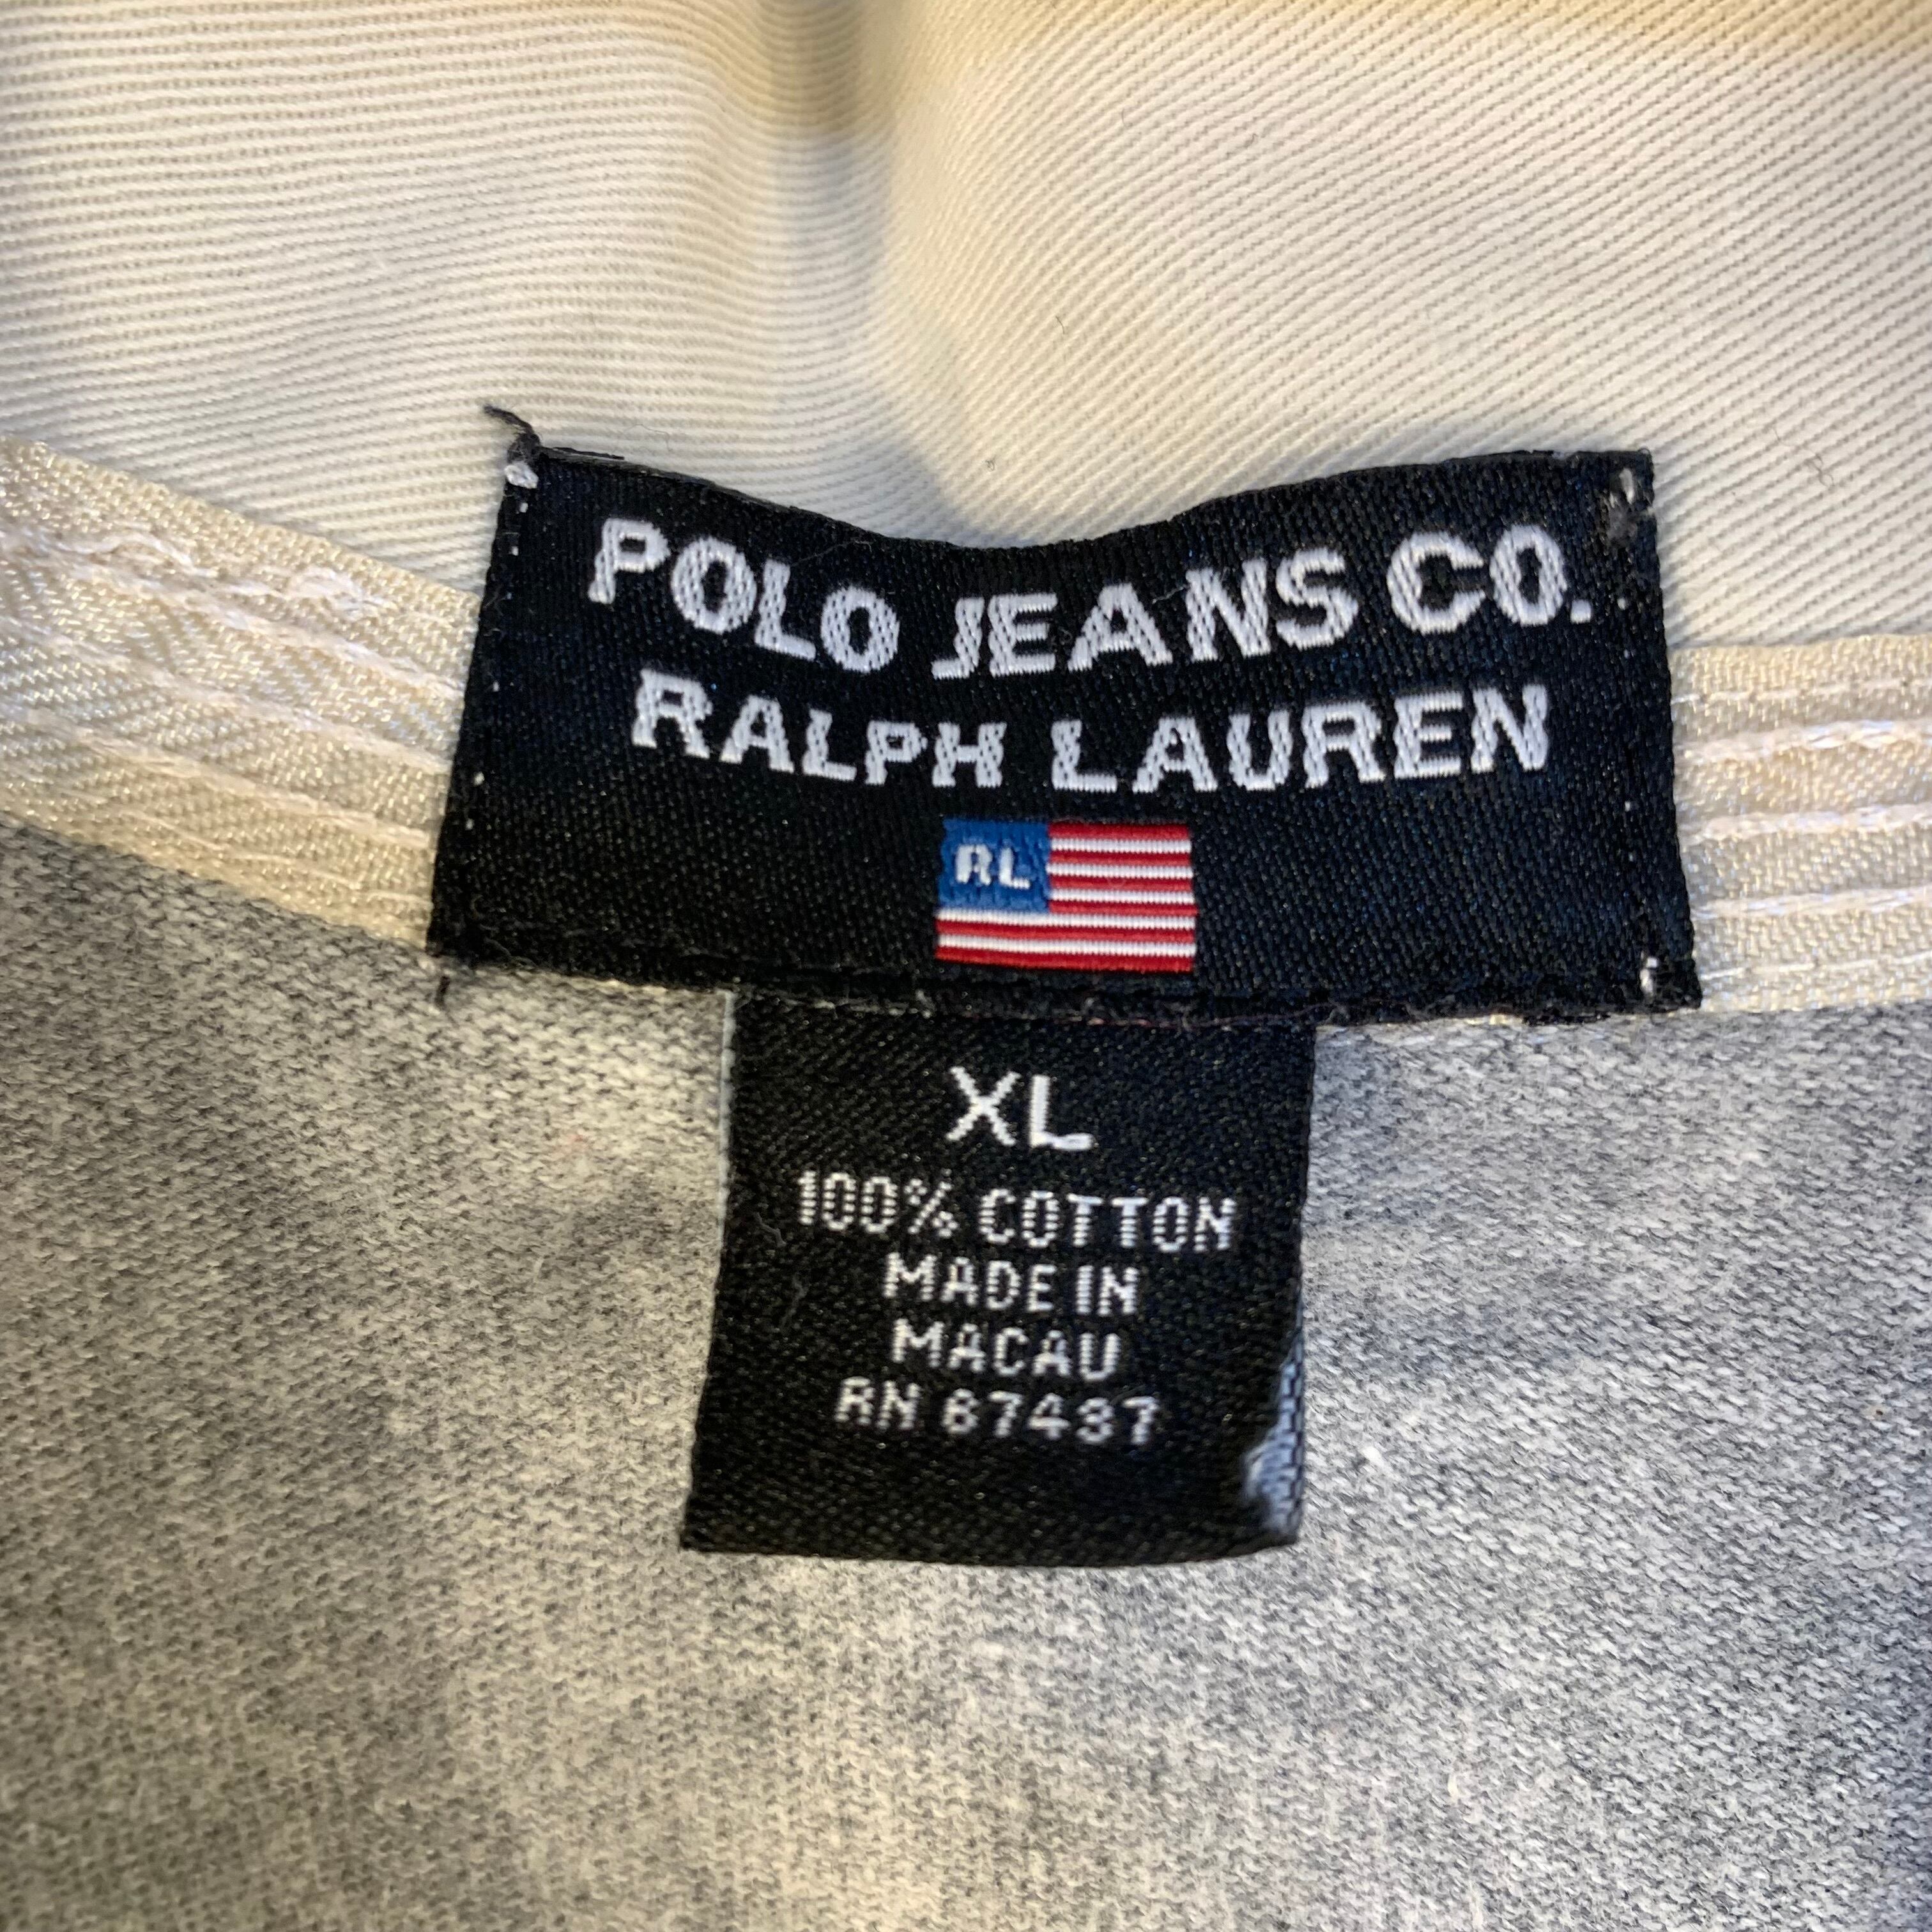 POLO JEANS CO.
RALPH LAUREN
RL
XL
100% COTTON
MADE IN
MACAU
RN 67437